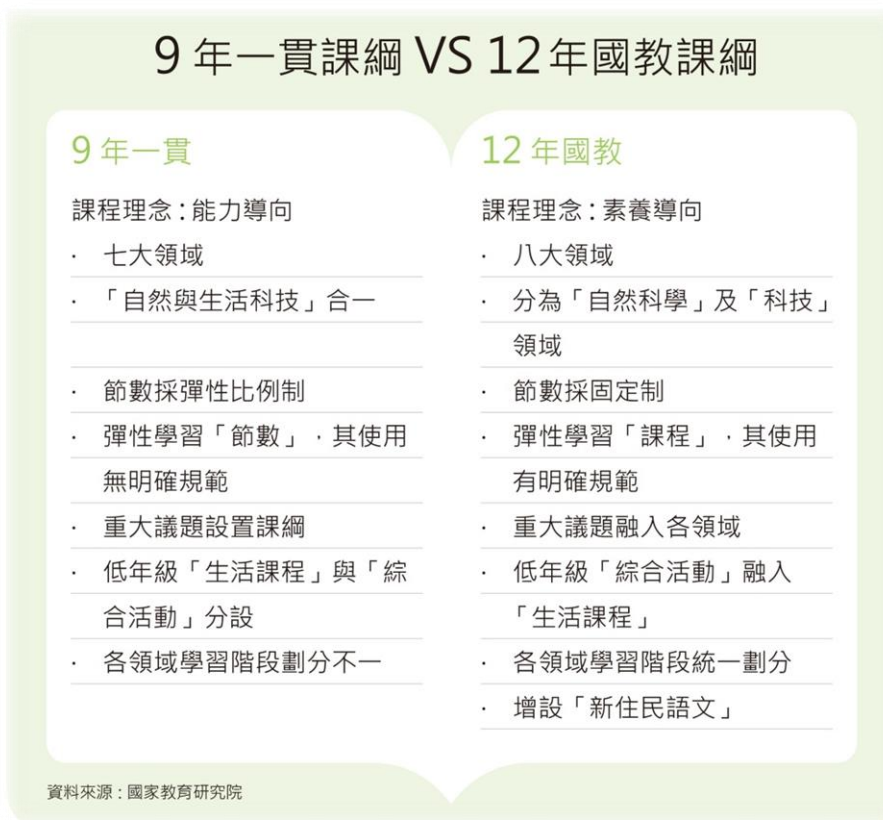 9 年一貫課綱 VS 12 年國教課綱
9 年一貫
課程理念：能力導向
· 七大領域
· 「自然與生活科技」合一
· 節數採彈性比例制
· 彈性學習「節數」，其使用
無明確規範
· 重大議題設置課綱
· 低年級「生活課程」與「綜
合活動」分設
· 各領域學習階段劃分不一
12 年國教
課程理念：素養導向
· 八大領域
· 分為「自然科學」及「科技」
領域
· 節數採固定制
· 彈性學習「課程」，其使用
有明確規範
· 重大議題融入各領域
· 低年級「綜合活動」融入
「生活課程」
· 各領域學習階段統一劃分
· 增設「新住民語文」
資料來源：國家教育研究院